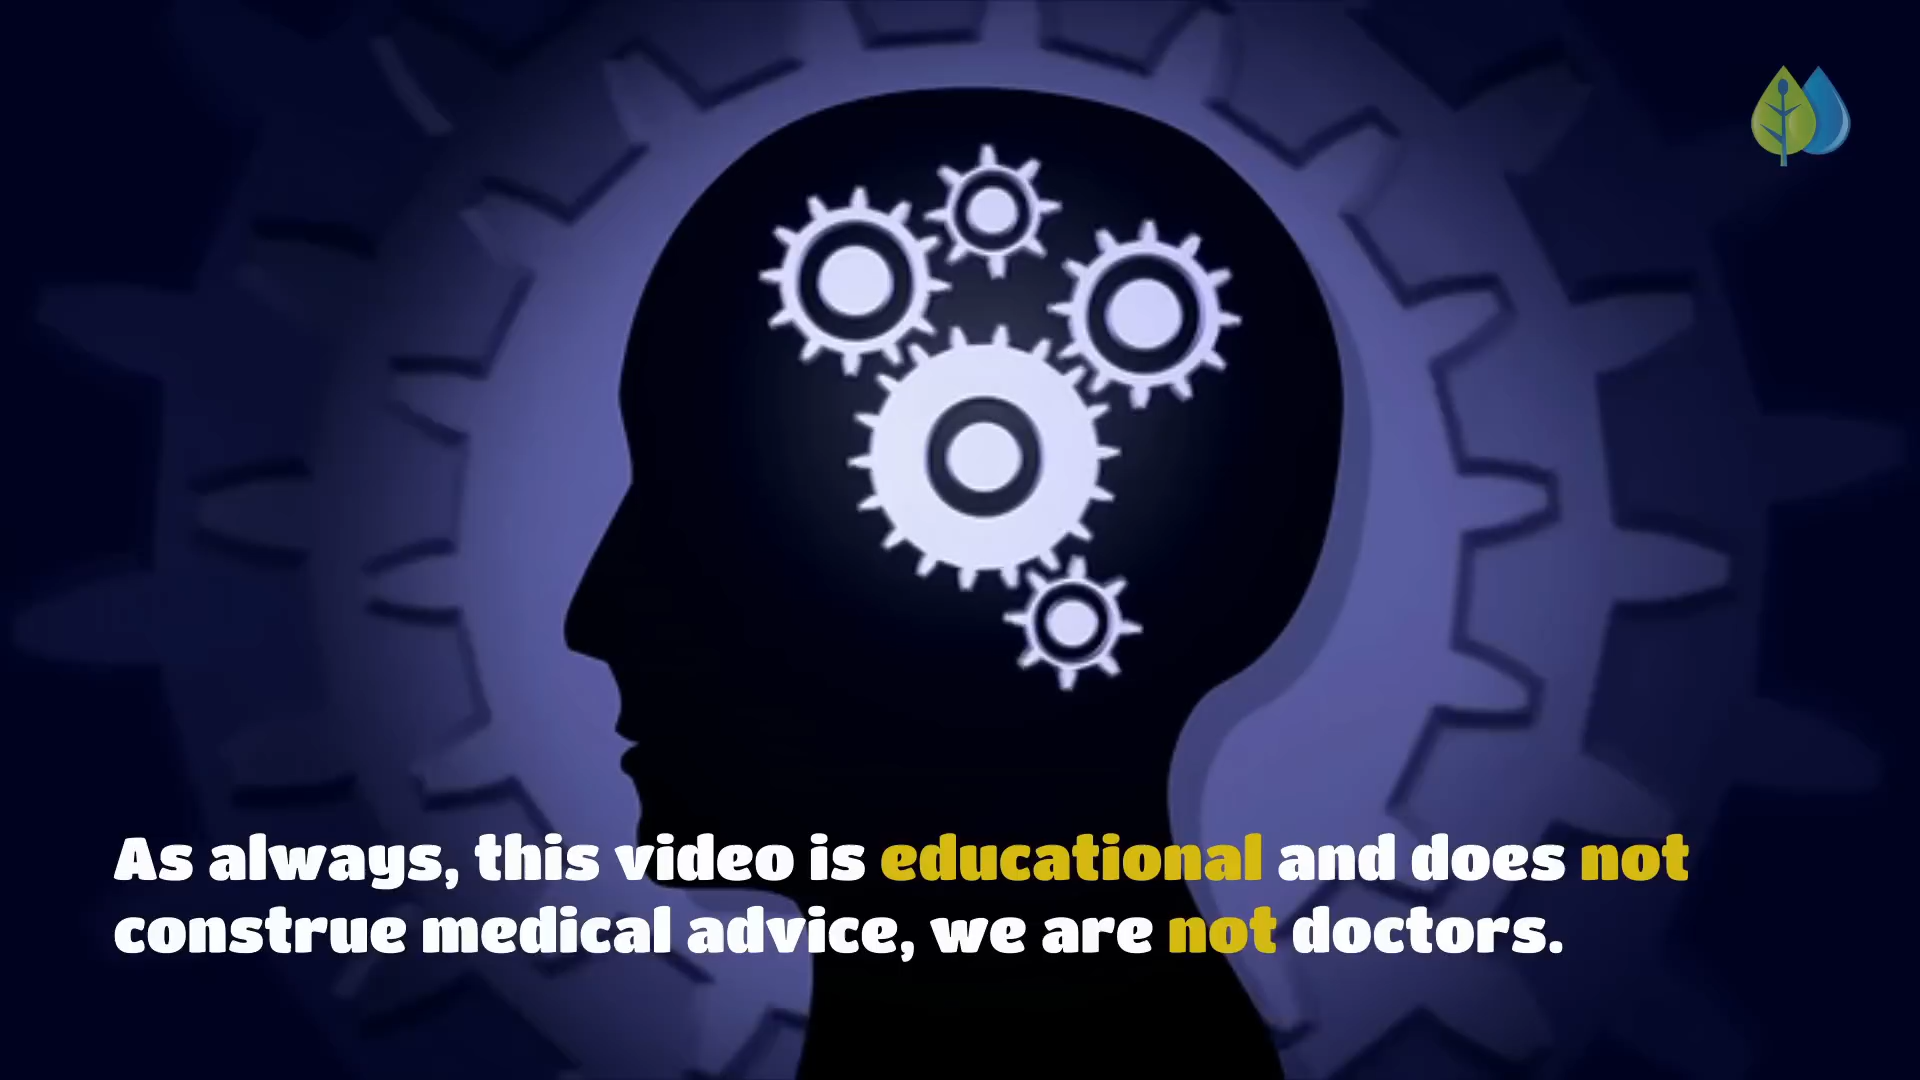 As always, this video is educational and does not
construe medical advice, we are not doctors.